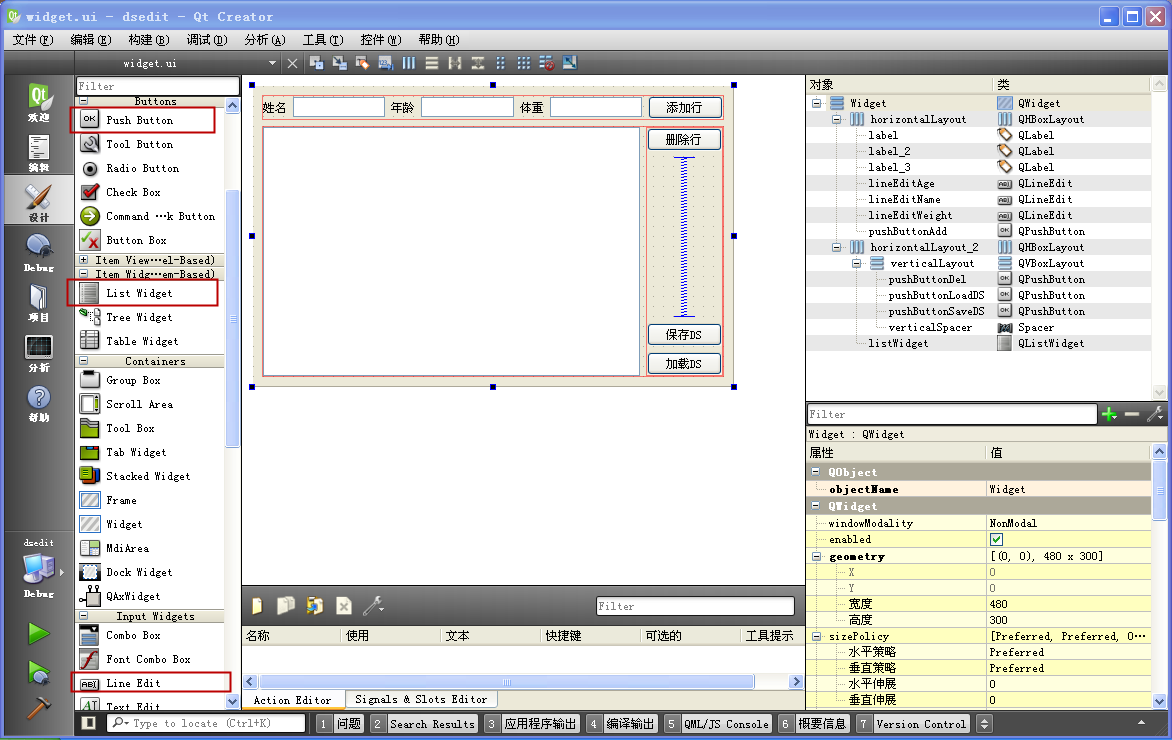 widget.ui - dsedit - Qt Creator
文件(F) 编辑(E) 构建(B) 调试(D) 分析(A) 工具(T) 控件(W) 帮助(H)
widget.ui
欢迎
编辑
设计
Debug
项目
分析
帮助
dsedit
Debug
Filter
Buttons
OK Push Button
Tool Button
Radio Button
Check Box
Command ···k Button
Button Box
Item View···el-Based)
Item Widg···em-Based)
List Widget
Tree Widget
Table Widget
Containers
Group Box
Scroll Area
Tool Box
Tab Widget
Stacked Widget
Frame
Widget
MdiArea
Dock Widget
QAxWidget
Input Widgets
Combo Box
Font Combo Box
ABI Line Edit
AI Text Edit
姓名 年龄 体重 添加行
删除行
保存DS
加载DS
Filter
名称 使用 文本 快捷键 可选的 工具提示
Action Editor Signals & Slots Editor
对象 类
Widget QWidget
horizontalLayout QHBoxLayout
label QLabel
label_2 QLabel
label_3 QLabel
lineEditAge QLineEdit
lineEditName QLineEdit
lineEditWeight QLineEdit
pushButtonAdd QPushButton
horizontalLayout_2 QHBoxLayout
verticalLayout QVBoxLayout
pushButtonDel QPushButton
pushButtonLoadDS QPushButton
pushButtonSaveDS QPushButton
verticalSpacer Spacer
listWidget QListWidget
Filter
Widget : QWidget
属性 值
QObject
objectName Widget
QWidget
windowModality NonModal
enabled
geometry [(0, 0), 480 x 300]
X 0
Y 0
宽度 480
高度 300
sizePolicy [Preferred, Preferred, 0···
水平策略 Preferred
垂直策略 Preferred
水平伸展 0
垂直伸展 0
Type to locate (Ctrl+K) 1 问题 2 Search Results 3 应用程序输出 4 编译输出 5 QML/JS Console 6 概要信息 7 Version Control